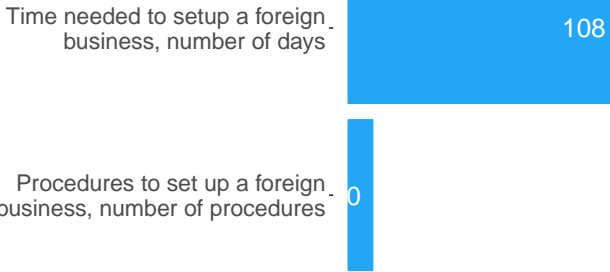 Time needed to setup a foreign
business, number of days
108
Procedures to set up a foreign
business, number of procedures
0